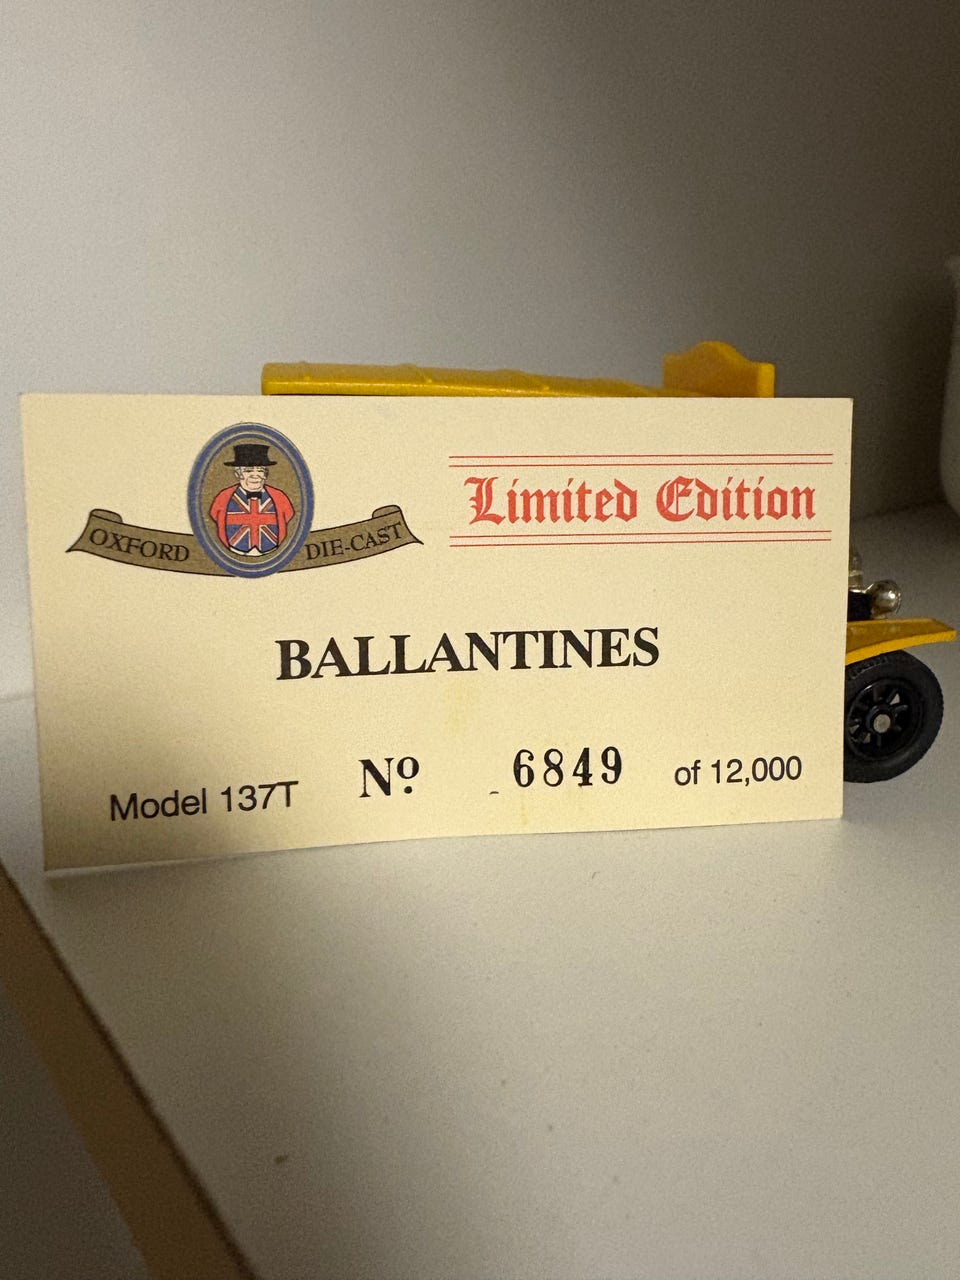 OXFORD DIE-CAST
Limited Edition
BALLANTINES
Model 137T Nº 6849 of 12,000